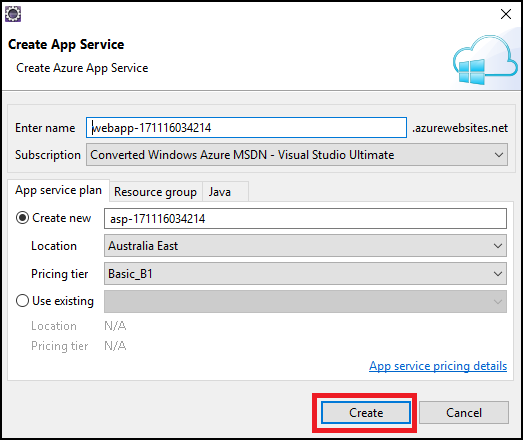 Create App Service
Create Azure App Service
Enter name webapp-171116034214 .azurewebsites.net
Subscription Converted Windows Azure MSDN - Visual Studio Ultimate
App service plan Resource group Java
Create new asp-171116034214
Location Australia East
Pricing tier Basic_B1
Use existing
Location N/A
Pricing tier N/A
App service pricing details
Create Cancel